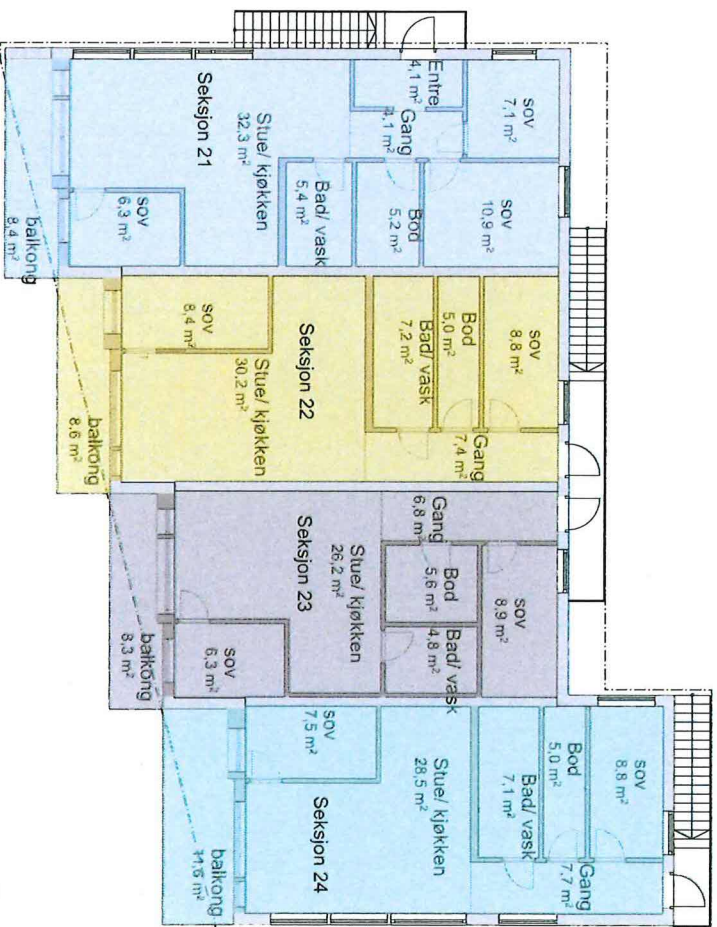 Seksjon 21
Entre
4,1 m²
sov
7,1 m²
Gang
4,1 m²
Stue/ kjøkken
32,3 m²
sov
10,9 m²
Bod
5,2 m²
Bad/ vask
5,4 m²
sov
6,3 m²
balkong
8,4 m²
Seksjon 22
sov
8,8 m²
Bod
5,0 m²
Bad/ vask
7,2 m²
sov
8,4 m²
Stue/ kjøkken
30,2 m²
Gang
7,4 m²
balkong
8,6 m²
Seksjon 23
Gang
6,8 m²
Stue/ kjøkken
26,2 m²
Bod
5,6 m²
sov
8,9 m²
Bad/ vask
4,8 m²
sov
6,3 m²
balkong
8,3 m²
Seksjon 24
sov
8,8 m²
Bod
5,0 m²
Bad/ vask
7,1 m²
Stue/ kjøkken
28,5 m²
sov
7,5 m²
Gang
7,7 m²
balkong
11,6 m²